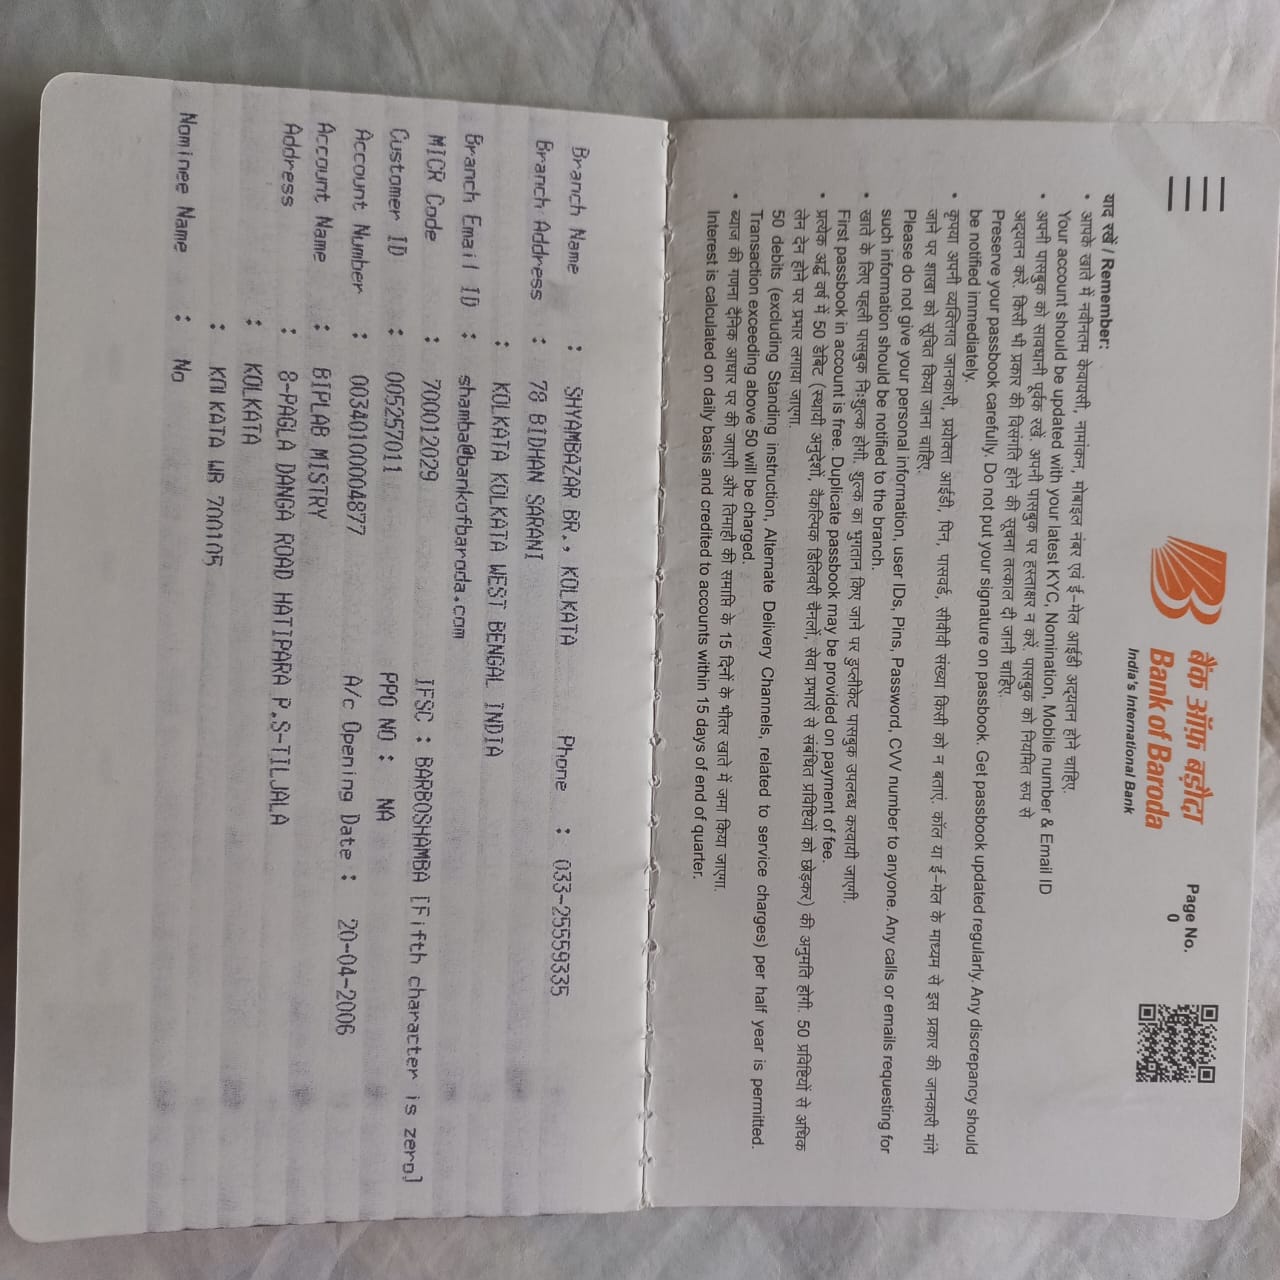 बैंक ऑफ़ बड़ौदा
Bank of Baroda
India's International Bank
Page No.
0
याद रखें / Remember:
• आपके खाते में नवीनतम केवायसी, नामांकन, मोबाइल नंबर एवं ई-मेल आईडी अद्यतन होने चाहिए.
Your account should be updated with your latest KYC, Nomination, Mobile number & Email ID
• अपनी पासबुक को सावधानी पूर्वक रखें. अपनी पासबुक पर हस्ताक्षर न करें. पासबुक को नियमित रूप से
अद्यतन करें. किसी भी प्रकार की विसंगति होने की सूचना तत्काल दी जानी चाहिए.
Preserve your passbook carefully. Do not put your signature on passbook. Get passbook updated regularly. Any discrepancy should
be notified immediately.
• कृपया अपनी व्यक्तिगत जानकारी, प्रयोक्ता आईडी, पिन, पासवर्ड, सीवीवी संख्या किसी को न बताएं. कॉल या ई-मेल के माध्यम से इस प्रकार की जानकारी मांगे
जाने पर शाखा को सूचित किया जाना चाहिए.
Please do not give your personal information, user IDs, Pins, Password, CVV number to anyone. Any calls or emails requesting for
such information should be notified to the branch.
• खाते के लिए पहली पासबुक नि:शुल्क होगी. शुल्क का भुगतान किए जाने पर डुप्लीकेट पासबुक उपलब्ध करवायी जाएगी.
First passbook in account is free. Duplicate passbook may be provided on payment of fee.
• प्रत्येक अर्द्ध वर्ष में 50 डेबिट (स्थायी अनुदेशों, वैकल्पिक डिलिवरी चैनलों, सेवा प्रभारों से संबंधित प्रविष्टियों को छोड़कर) की अनुमति होगी. 50 प्रविष्टियों से अधिक
लेन देन होने पर प्रभार लगाया जाएगा.
50 debits (excluding Standing instruction, Alternate Delivery Channels, related to service charges) per half year is permitted.
Transaction exceeding above 50 will be charged.
• ब्याज की गणना दैनिक आधार पर की जाएगी और तिमाही की समाप्ति के 15 दिनों के भीतर खाते में जमा किया जाएगा.
Interest is calculated on daily basis and credited to accounts within 15 days of end of quarter.
Branch Name : SHYAMBAZAR BR., KOLKATA Phone : 033-25559335
Branch Address : 78 BIDHAN SARANI
: KOLKATA KOLKATA WEST BENGAL INDIA
Branch Email ID : shamba@bankofbaroda.com
MICR Code : 700012029 IFSC : BARB0SHAMBA [Fifth character is zero]
Customer ID : 005257011 PPO NO : NA
Account Number : 00340100004877 A/c Opening Date : 20-04-2006
Account Name : BIPLAB MISTRY
Address : 8-PAGLA DANGA ROAD HATIPARA P.S-TILJALA
: KOLKATA
: KOLKATA WB 700105
Nominee Name : No